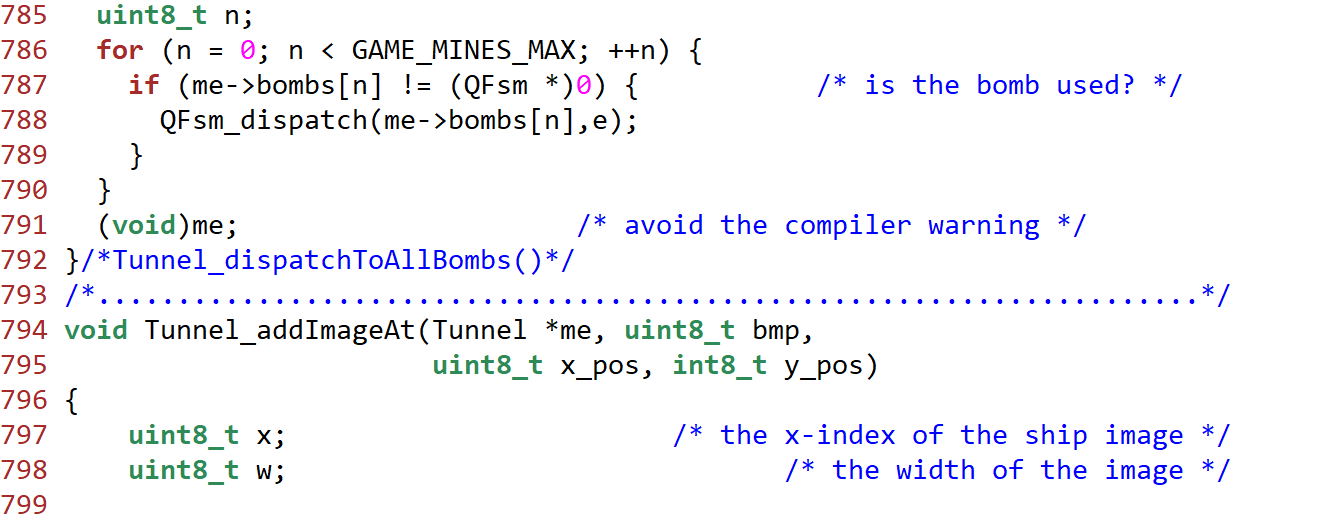 785   uint8_t n;
786   for (n = 0; n < GAME_MINES_MAX; ++n) {
787     if (me->bombs[n] != (QFsm *)0) {           /* is the bomb used? */
788       QFsm_dispatch(me->bombs[n],e);
789     }
790   }
791   (void)me;                     /* avoid the compiler warning */
792 }/*Tunnel_dispatchToAllBombs()*/
793 /*.....................................................................*/
794 void Tunnel_addImageAt(Tunnel *me, uint8_t bmp,
795                        uint8_t x_pos, int8_t y_pos)
796 {
797     uint8_t x;                        /* the x-index of the ship image */
798     uint8_t w;                               /* the width of the image */
799